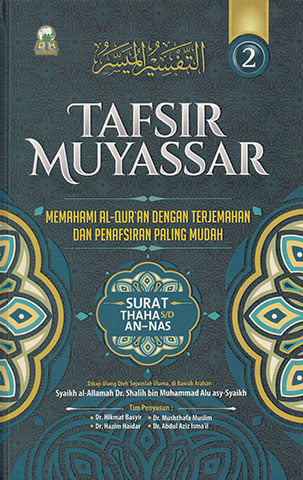 التفسير الميسر
2
TAFSIR
MUYASSAR
MEMAHAMI AL-QUR'AN DENGAN TERJEMAHAN
DAN PENAFSIRAN PALING MUDAH
SURAT
THAHA S/D
AN-NAS
Dikaji Ulang Oleh Sejumlah Ulama, di Bawah Arahan :
Syaikh al-Allamah Dr. Shalih bin Muhammad Alu asy-Syaikh
Tim Penyusun :
• Dr. Hikmat Basyir • Dr. Mushthafa Muslim
• Dr. Hazim Haidar • Dr. Abdul Aziz Isma'il